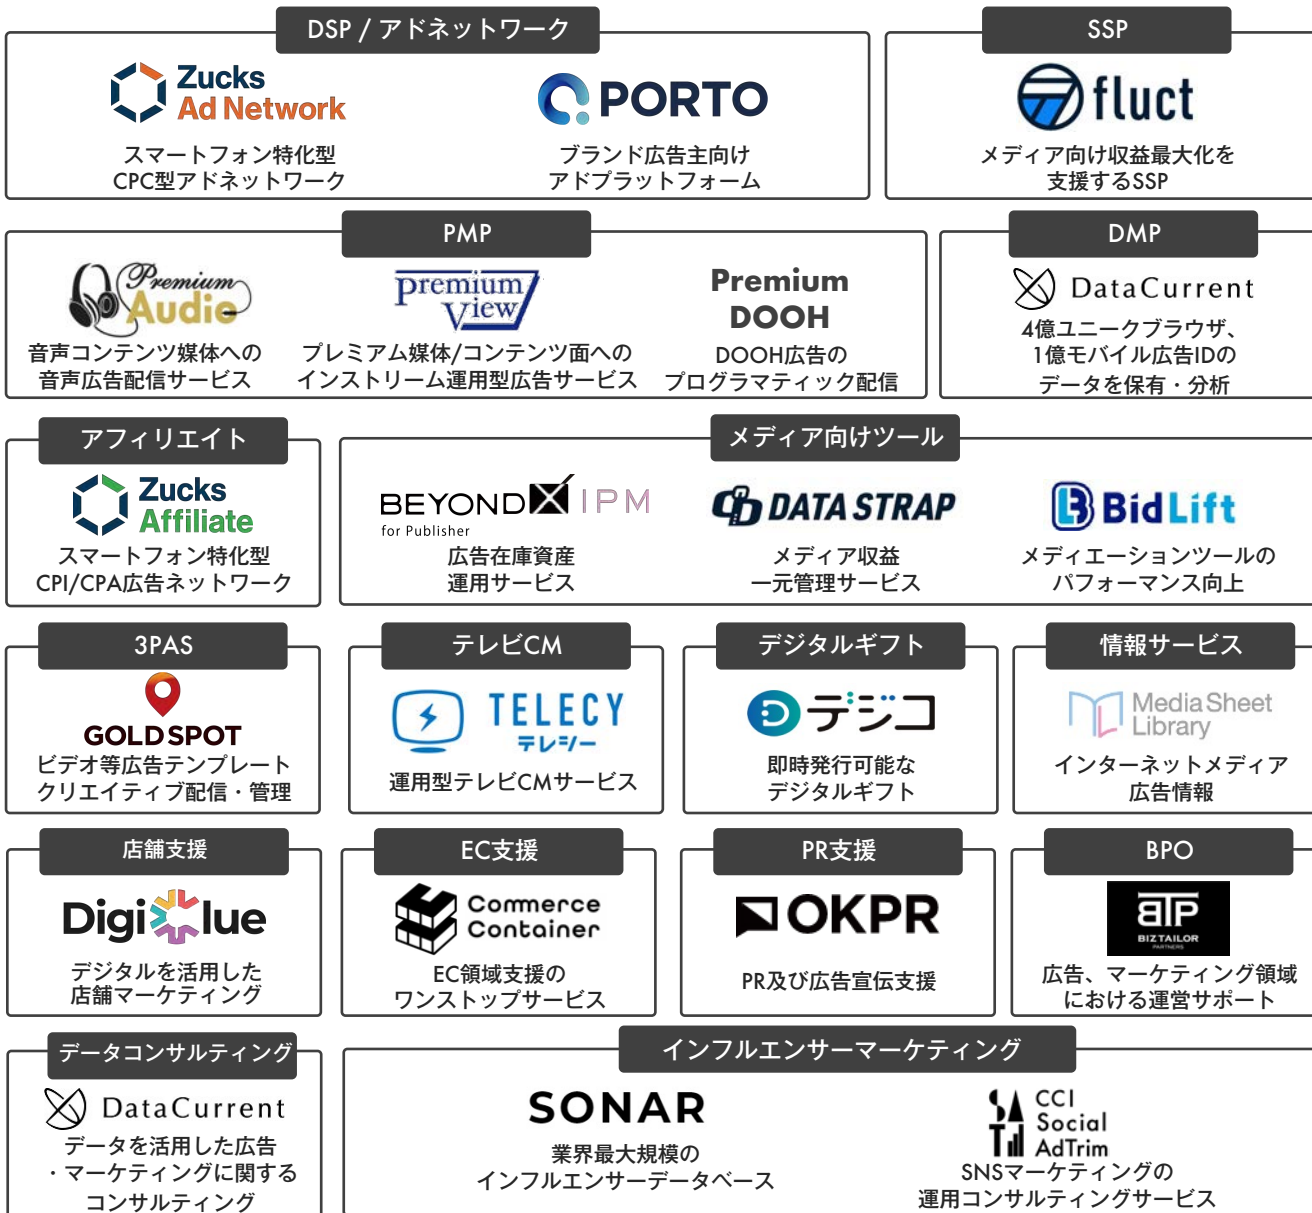 DSP / アドネットワーク
Zucks
Ad Network
スマートフォン特化型
CPC型アドネットワーク
PORTO
ブランド広告主向け
アドプラットフォーム
SSP
fluct
メディア向け収益最大化を
支援するSSP
PMP
Premium
Audio
音声コンテンツ媒体への
音声広告配信サービス
premium
View
プレミアム媒体/コンテンツ面への
インストリーム運用型広告サービス
Premium
DOOH
DOOH広告の
プログラマティック配信
DMP
DataCurrent
4億ユニークブラウザ、
1億モバイル広告IDの
データを保有・分析
アフィリエイト
Zucks
Affiliate
スマートフォン特化型
CPI/CPA広告ネットワーク
メディア向けツール
BEYOND X IPM
for Publisher
広告在庫資産
運用サービス
DATA STRAP
メディア収益
一元管理サービス
BidLift
メディエーションツールの
パフォーマンス向上
3PAS
GOLD SPOT
ビデオ等広告テンプレート
クリエイティブ配信・管理
テレビCM
TELECY
テレシー
運用型テレビCMサービス
デジタルギフト
デジコ
即時発行可能な
デジタルギフト
情報サービス
Media Sheet
Library
インターネットメディア
広告情報
店舗支援
Digiclue
デジタルを活用した
店舗マーケティング
EC支援
Commerce
Container
EC領域支援の
ワンストップサービス
PR支援
OKPR
PR及び広告宣伝支援
BPO
BTP
BIZTAILOR
PARTNERS
広告、マーケティング領域
における運営サポート
データコンサルティング
DataCurrent
データを活用した広告
・マーケティングに関する
コンサルティング
インフルエンサーマーケティング
SONAR
業界最大規模の
インフルエンサーデータベース
SAT
CCI
Social
AdTrim
SNSマーケティングの
運用コンサルティングサービス